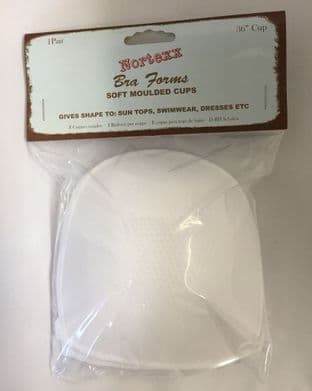 1Pair
36" Cup
Nortexx
Bra Forms
SOFT MOULDED CUPS
GIVES SHAPE TO: SUN TOPS, SWIMWEAR, DRESSES ETC